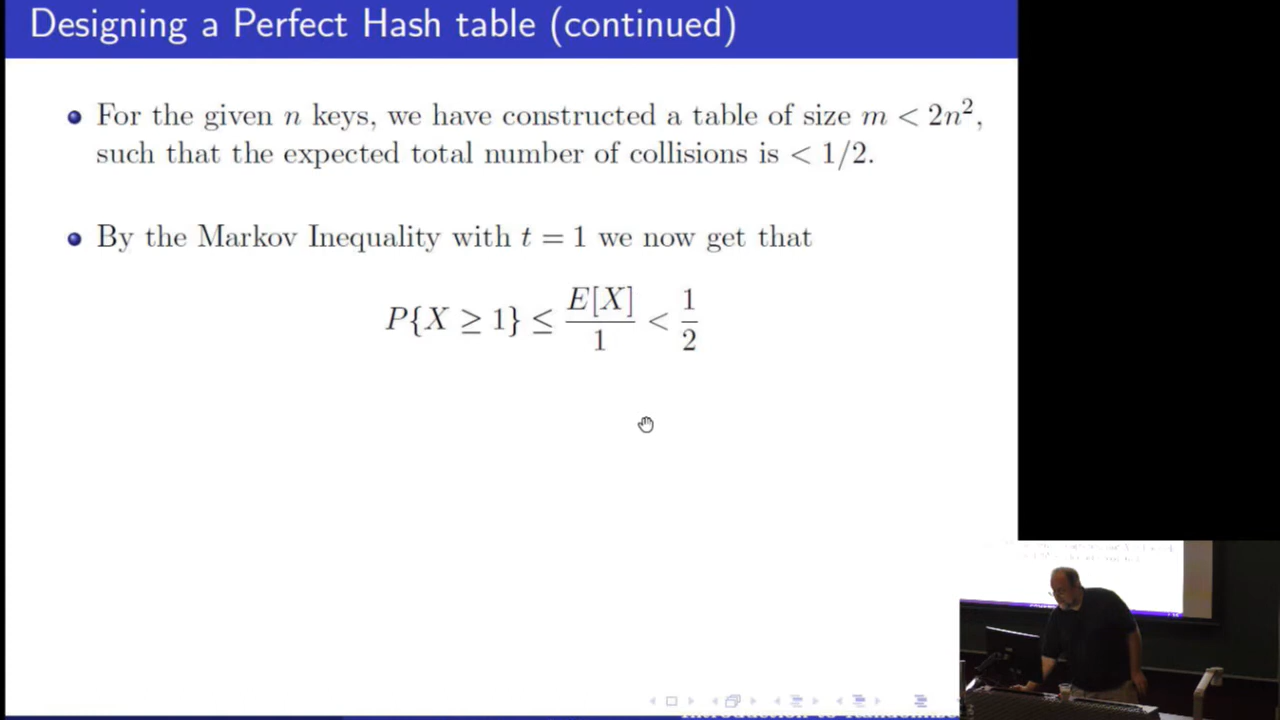 Designing a Perfect Hash table (continued)
For the given n keys, we have constructed a table of size m < 2n²,
such that the expected total number of collisions is < 1/2.
By the Markov Inequality with t = 1 we now get that
P{X ≥ 1} ≤ E[X]/1 < 1/2